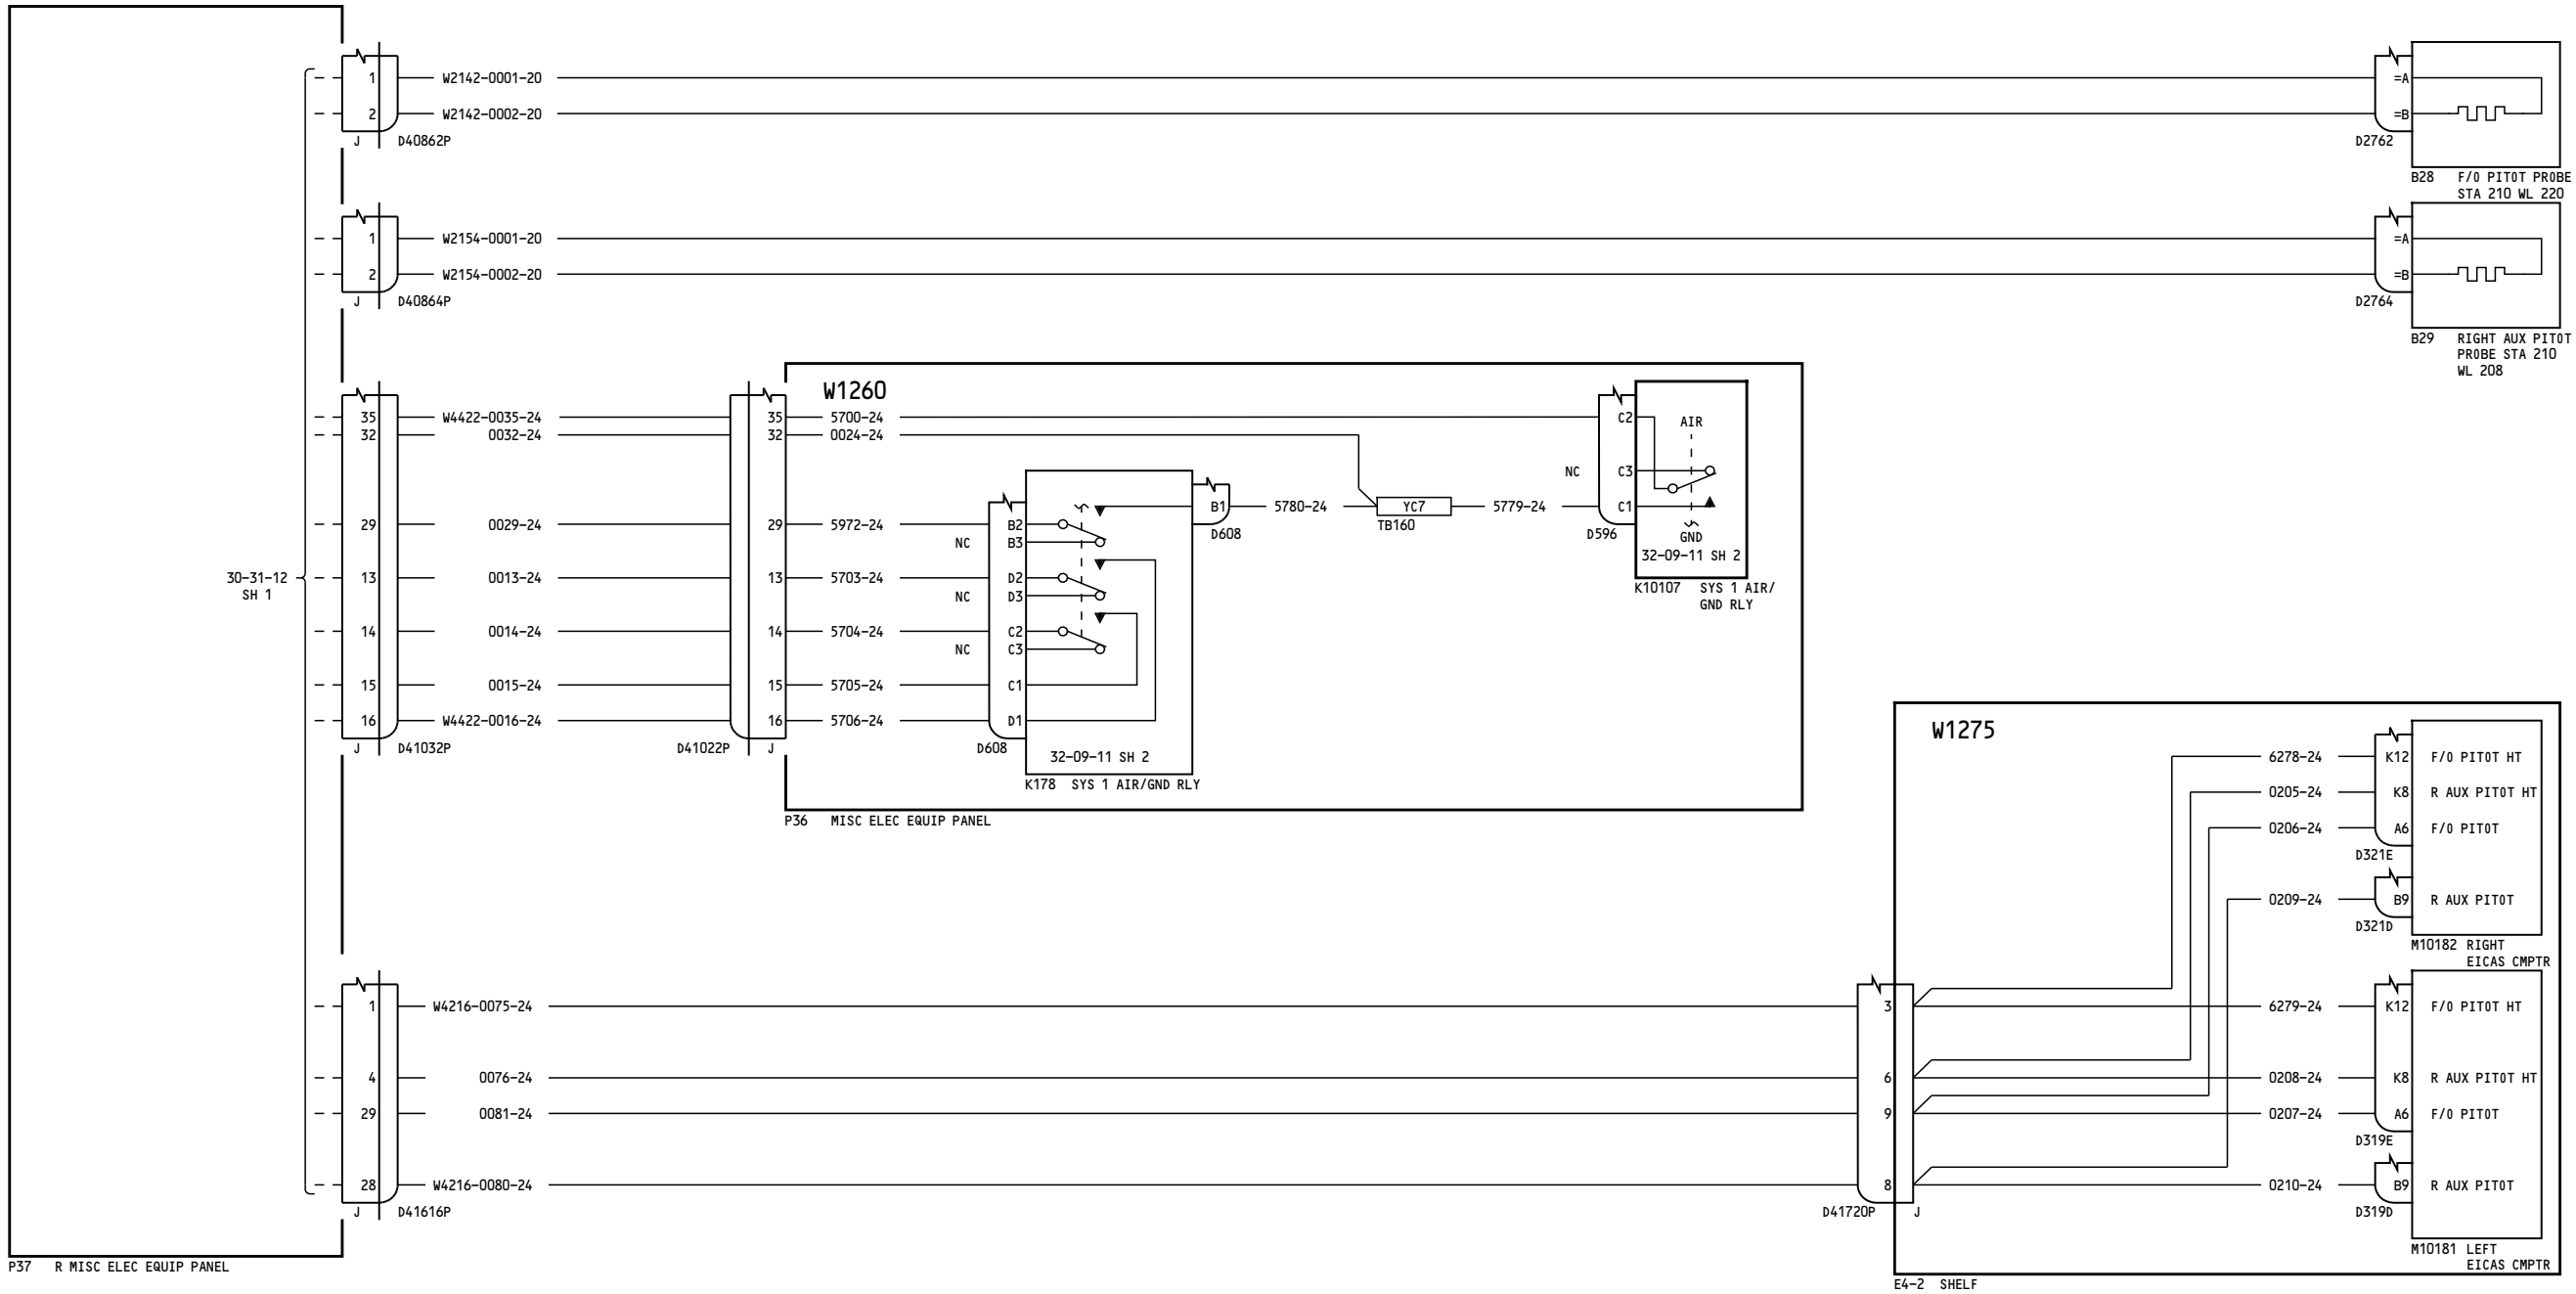 1 W2142-0001-20 =A
2 W2142-0002-20 =B
J D40862P D2762
B28 F/O PITOT PROBE
STA 210 WL 220
1 W2154-0001-20 =A
2 W2154-0002-20 =B
J D40864P D2764
B29 RIGHT AUX PITOT
PROBE STA 210
WL 208
W1260
35 W4422-0035-24 35 5700-24 C2 AIR
32 0032-24 32 0024-24
NC C3
B1 5780-24 YC7 5779-24 C1
D608 TB160 D596 GND
32-09-11 SH 2
K10107 SYS 1 AIR/
GND RLY
29 0029-24 29 5972-24 B2
NC B3
30-31-12
SH 1
13 0013-24 13 5703-24 D2
NC D3
14 0014-24 14 5704-24 C2
NC C3
15 0015-24 15 5705-24 C1
16 W4422-0016-24 16 5706-24 D1
J D41032P D41022P J D608
32-09-11 SH 2
K178 SYS 1 AIR/GND RLY
P36 MISC ELEC EQUIP PANEL
W1275
6278-24 K12 F/O PITOT HT
0205-24 K8 R AUX PITOT HT
0206-24 A6 F/O PITOT
D321E
0209-24 B9 R AUX PITOT
D321D
M10182 RIGHT
EICAS CMPTR
1 W4216-0075-24 3 6279-24 K12 F/O PITOT HT
4 0076-24 6 0208-24 K8 R AUX PITOT HT
29 0081-24 9 0207-24 A6 F/O PITOT
D319E
28 W4216-0080-24 8 0210-24 B9 R AUX PITOT
J D41616P D41720P J D319D
M10181 LEFT
EICAS CMPTR
P37 R MISC ELEC EQUIP PANEL
E4-2 SHELF